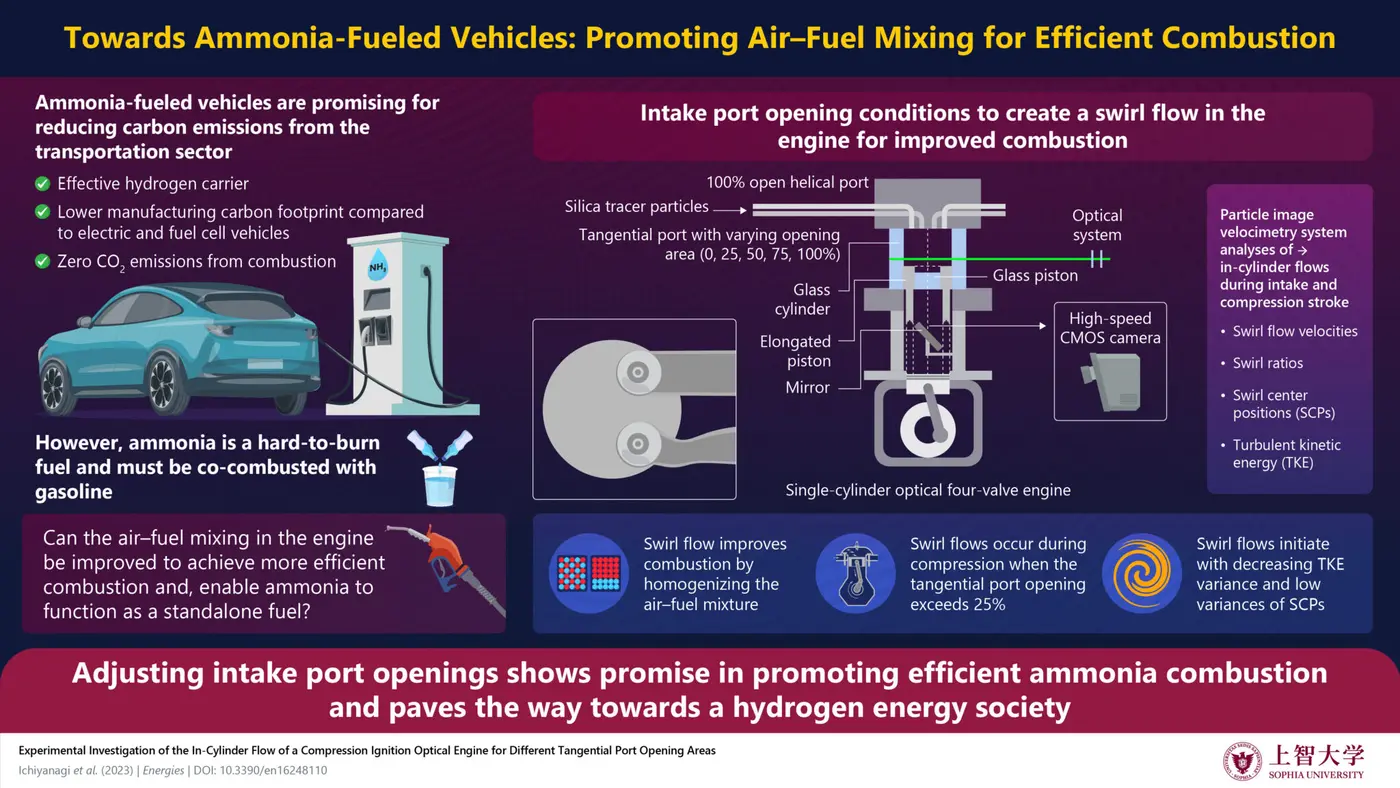 Towards Ammonia-Fueled Vehicles: Promoting Air–Fuel Mixing for Efficient Combustion
Ammonia-fueled vehicles are promising for
reducing carbon emissions from the
transportation sector
Effective hydrogen carrier
Lower manufacturing carbon footprint compared
to electric and fuel cell vehicles
Zero CO2 emissions from combustion
NH3
However, ammonia is a hard-to-burn
fuel and must be co-combusted with
gasoline
Can the air–fuel mixing in the engine
be improved to achieve more efficient
combustion and, enable ammonia to
function as a standalone fuel?
Intake port opening conditions to create a swirl flow in the
engine for improved combustion
100% open helical port
Silica tracer particles
Tangential port with varying opening
area (0, 25, 50, 75, 100%)
Glass
cylinder
Elongated
piston
Mirror
Optical
system
Glass piston
High-speed
CMOS camera
Single-cylinder optical four-valve engine
Particle image
velocimetry system
analyses of →
in-cylinder flows
during intake and
compression stroke
• Swirl flow velocities
• Swirl ratios
• Swirl center
positions (SCPs)
• Turbulent kinetic
energy (TKE)
Swirl flow improves
combustion by
homogenizing the
air–fuel mixture
Swirl flows occur during
compression when the
tangential port opening
exceeds 25%
Swirl flows initiate
with decreasing TKE
variance and low
variances of SCPs
Adjusting intake port openings shows promise in promoting efficient ammonia combustion
and paves the way towards a hydrogen energy society
Experimental Investigation of the In-Cylinder Flow of a Compression Ignition Optical Engine for Different Tangential Port Opening Areas
Ichiyanagi et al. (2023) | Energies | DOI: 10.3390/en16248110
上智大学
SOPHIA UNIVERSITY